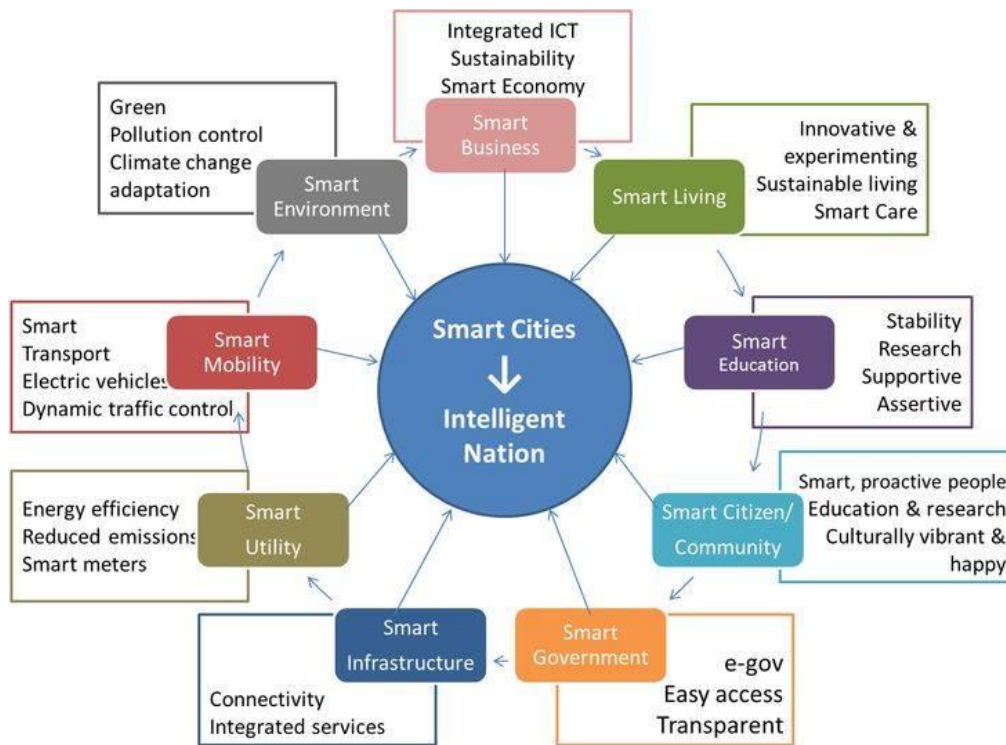 Integrated ICT
Sustainability
Smart Economy
Smart
Business
Innovative &
experimenting
Sustainable living
Smart Care
Smart Living
Stability
Research
Supportive
Assertive
Smart
Education
Smart, proactive people
Education & research
Culturally vibrant &
happy
Smart Citizen/
Community
e-gov
Easy access
Transparent
Smart
Government
Connectivity
Integrated services
Smart
Infrastructure
Energy efficiency
Reduced emissions
Smart meters
Smart
Utility
Smart
Transport
Electric vehicles
Dynamic traffic control
Smart
Mobility
Green
Pollution control
Climate change
adaptation
Smart
Environment
Smart Cities
Intelligent
Nation